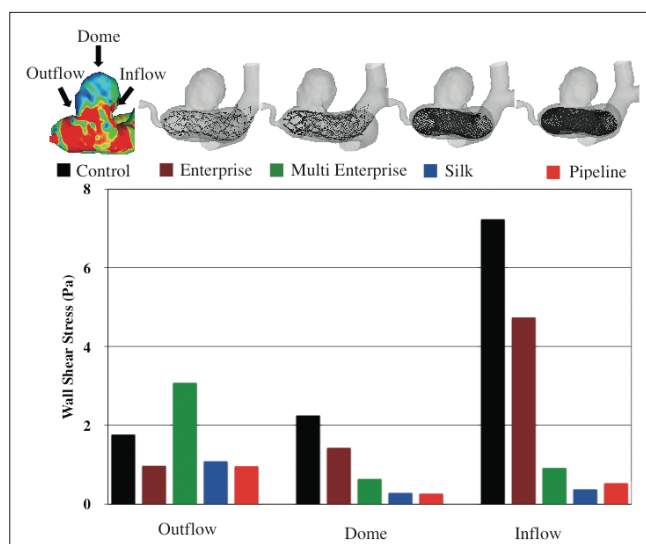 Dome
Outflow Inflow
Control Enterprise Multi Enterprise Silk Pipeline
8
6
4
2
0
Wall Shear Stress (Pa)
Outflow Dome Inflow